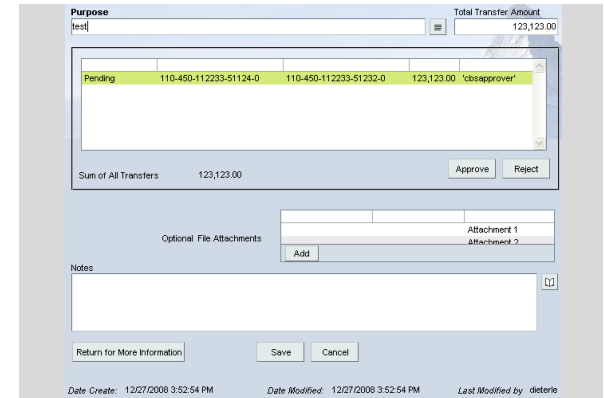 Purpose
Total Transfer Amount
test
123,123.00
Pending 110-450-112233-51124-0 110-450-112233-51232-0 123,123.00 'cbsapprover'
Sum of All Transfers 123,123.00
Approve Reject
Optional File Attachments
Attachment 1
Attachment 2
Add
Notes
Return for More Information Save Cancel
Date Create: 12/27/2008 3:52:54 PM Date Modified: 12/27/2008 3:52:54 PM Last Modified by dieterle